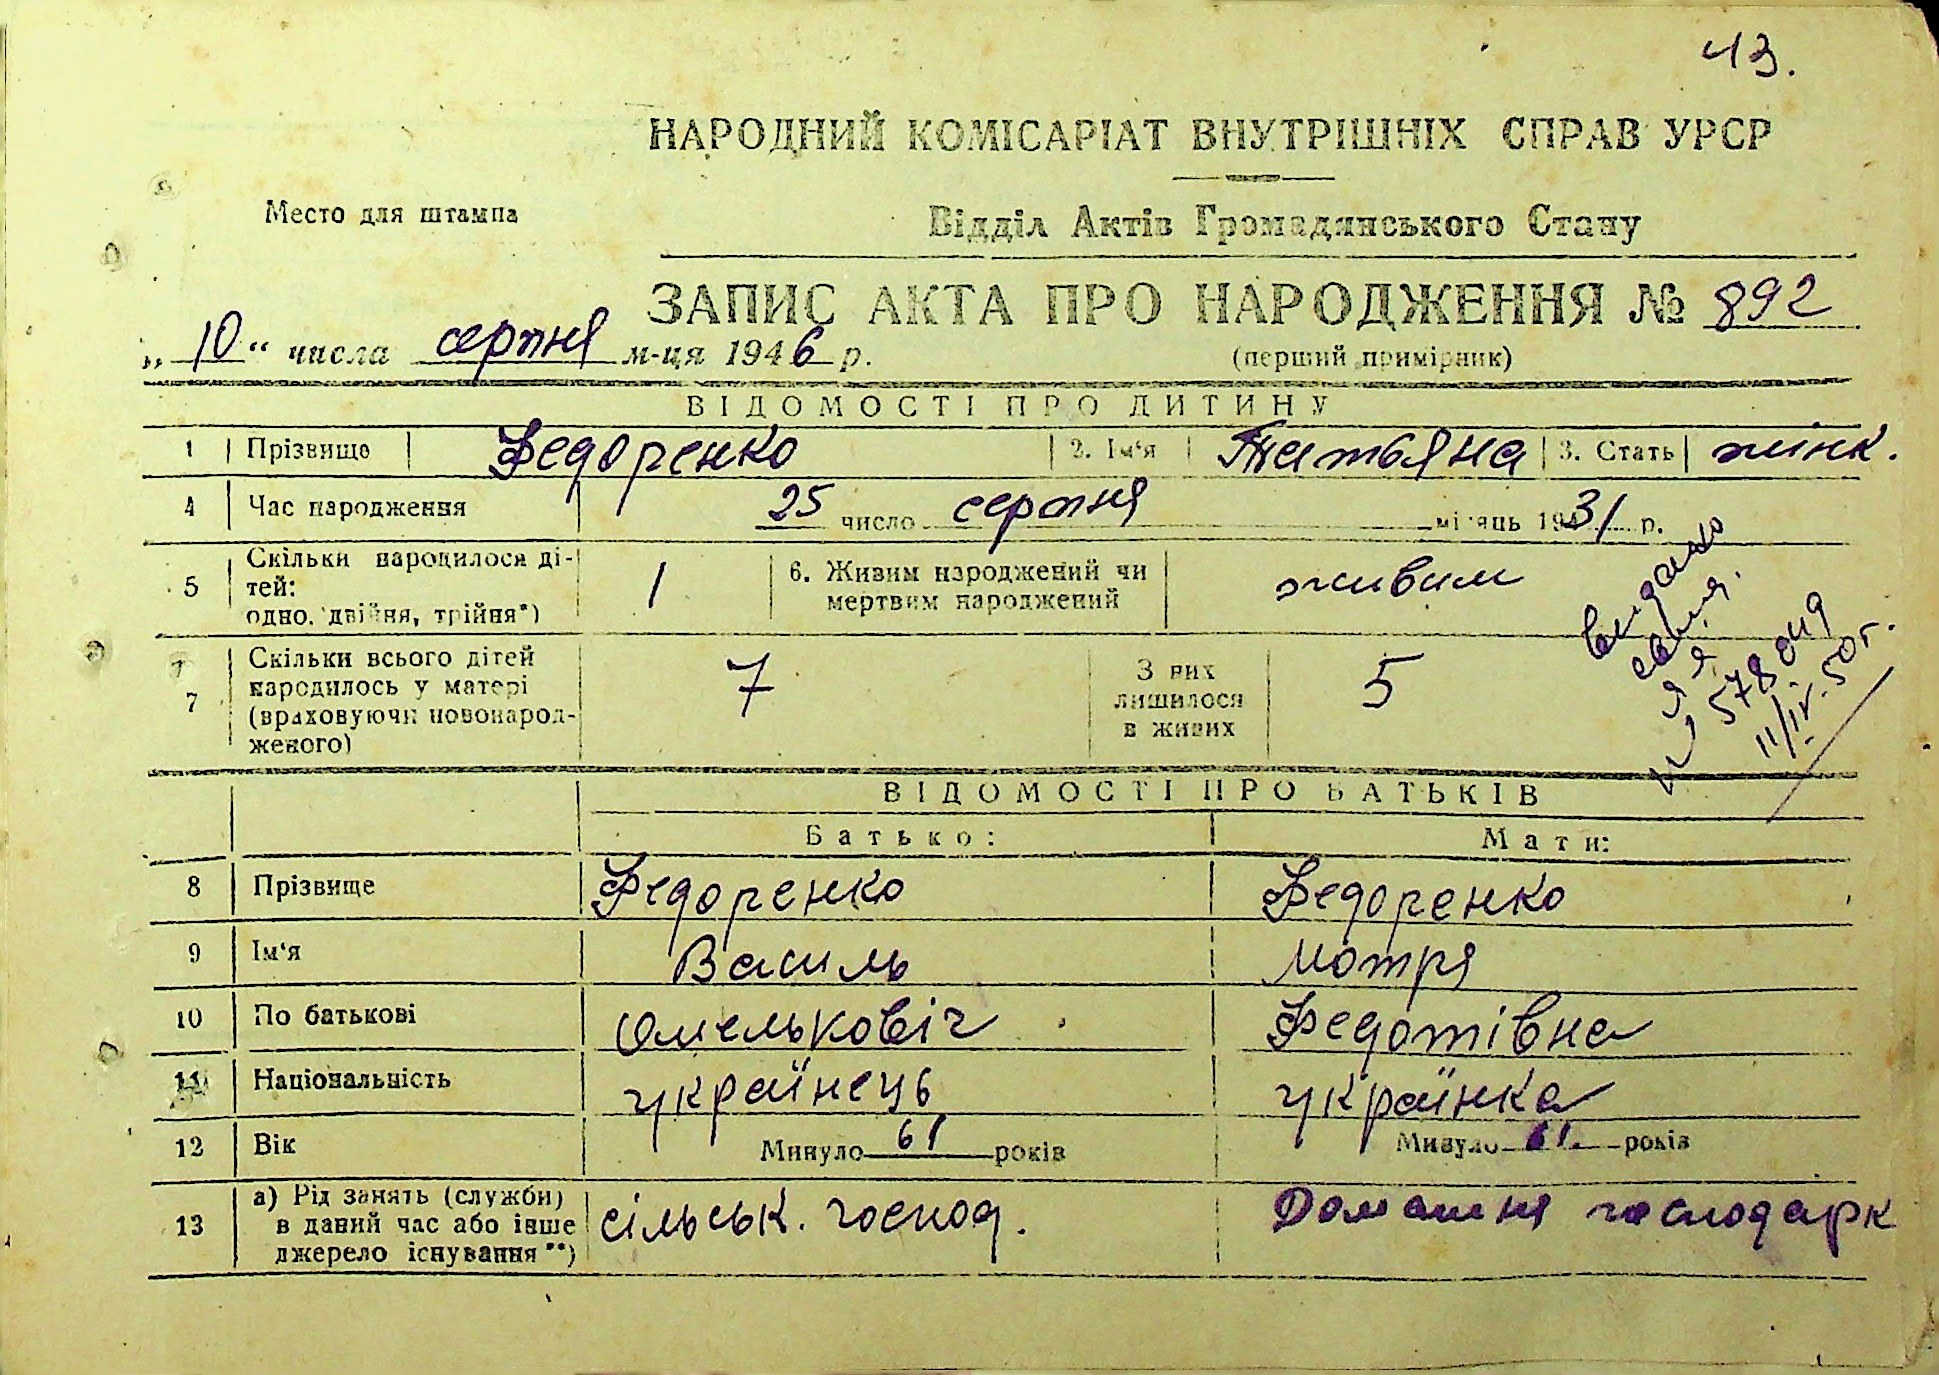 43.
НАРОДНИЙ КОМІСАРІАТ ВНУТРІШНІХ СПРАВ УРСР
Место для штампа
Відділ Актів Громадянського Стану
ЗАПИС АКТА ПРО НАРОДЖЕННЯ № 892
„10“ числа серпня м-ця 1946 р.
(перший примірник)
ВІДОМОСТІ ПРО ДИТИНУ
1 Прізвище Федоренко 2. Ім‘я Татьяна 3. Стать жінк.
4 Час народження 25 число серпня місяць 1931 р.
5 Скільки народилося ді-
тей:
одно, двійня, трійня*) 1 6. Живим народжений чи
мертвим народжений живим
7 Скільки всього дітей
народилось у матері
(враховуючи новонарод-
женого) 7 З них
лишилося
в живих 5
видано
№ 578049
11/IV.50г.
ВІДОМОСТІ ПРО БАТЬКІВ
Батько: Мати:
8 Прізвище Федоренко Федоренко
9 Ім‘я Василь Мотря
10 По батькові Омелькович Федотівна
11 Національність українець українка
12 Вік Минуло 61 років Минуло 61. років
13 а) Рід занять (служби)
в даний час або інше
джерело існування**) сільськ. господ. Домашня господарк